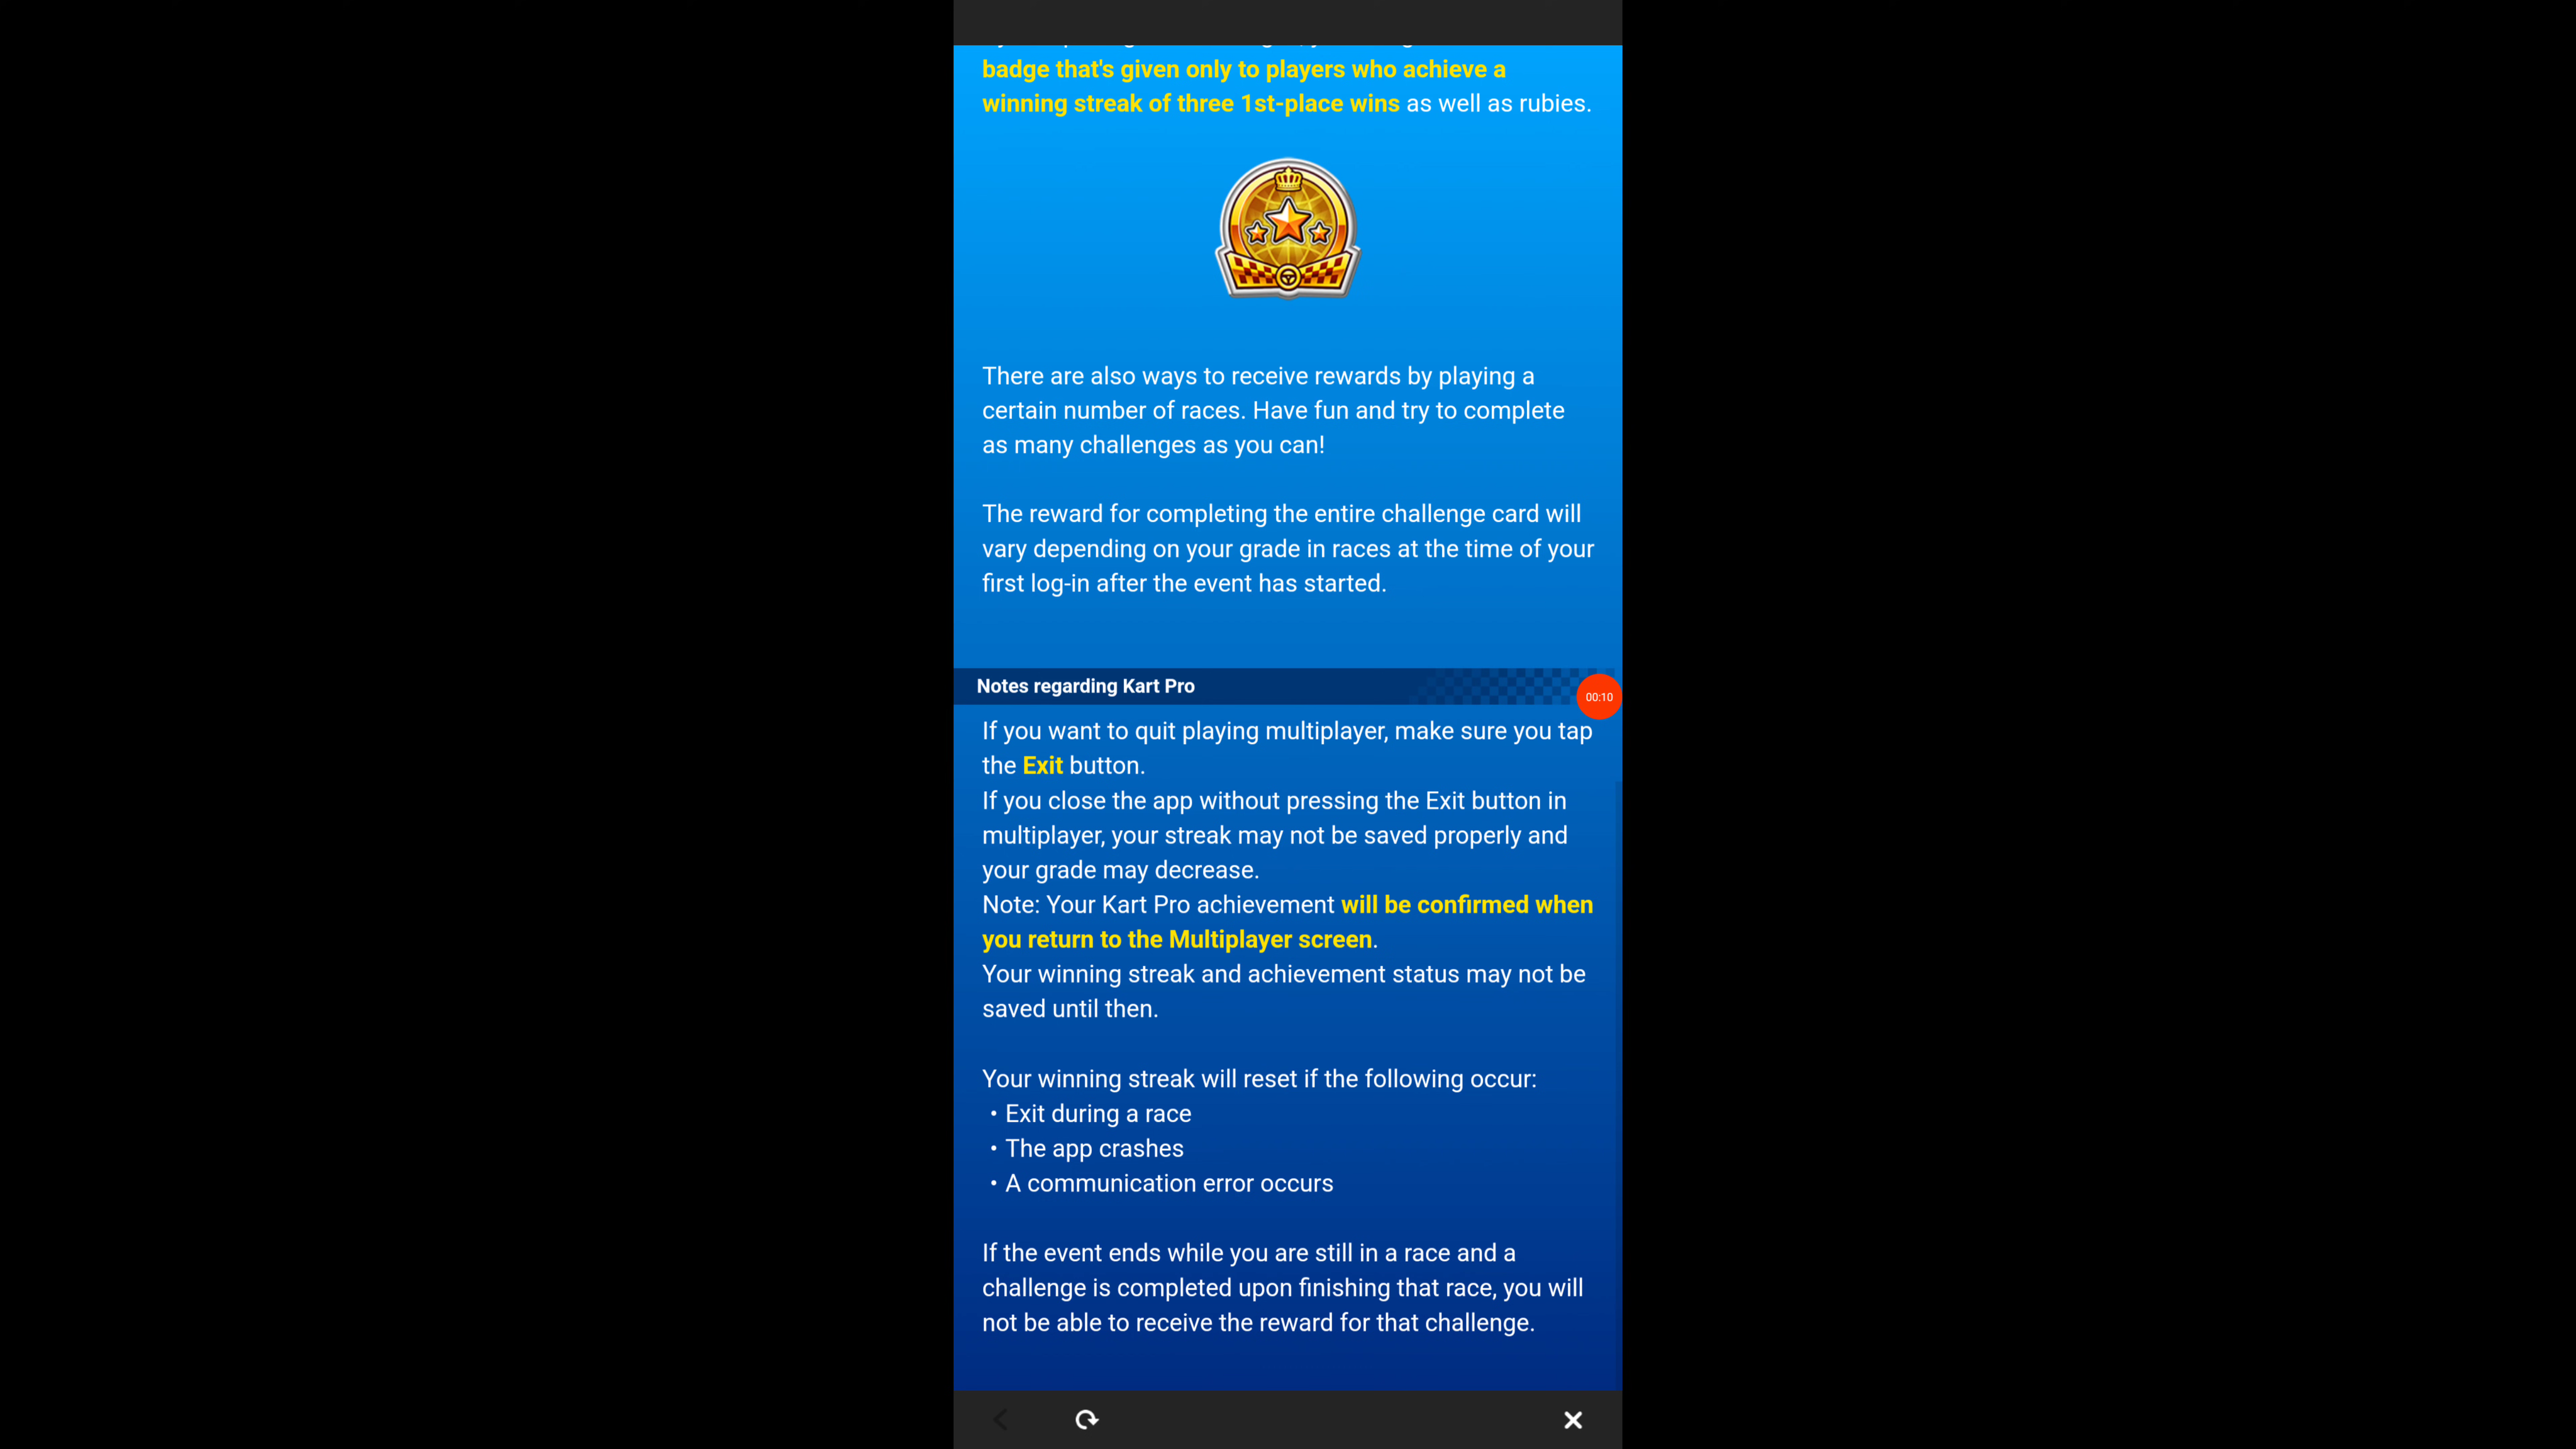 badge that's given only to players who achieve a
winning streak of three 1st-place wins as well as rubies.
There are also ways to receive rewards by playing a
certain number of races. Have fun and try to complete
as many challenges as you can!
The reward for completing the entire challenge card will
vary depending on your grade in races at the time of your
first log-in after the event has started.
Notes regarding Kart Pro
00:10
If you want to quit playing multiplayer, make sure you tap
the Exit button.
If you close the app without pressing the Exit button in
multiplayer, your streak may not be saved properly and
your grade may decrease.
Note: Your Kart Pro achievement will be confirmed when
you return to the Multiplayer screen.
Your winning streak and achievement status may not be
saved until then.
Your winning streak will reset if the following occur:
・Exit during a race
・The app crashes
・A communication error occurs
If the event ends while you are still in a race and a
challenge is completed upon finishing that race, you will
not be able to receive the reward for that challenge.